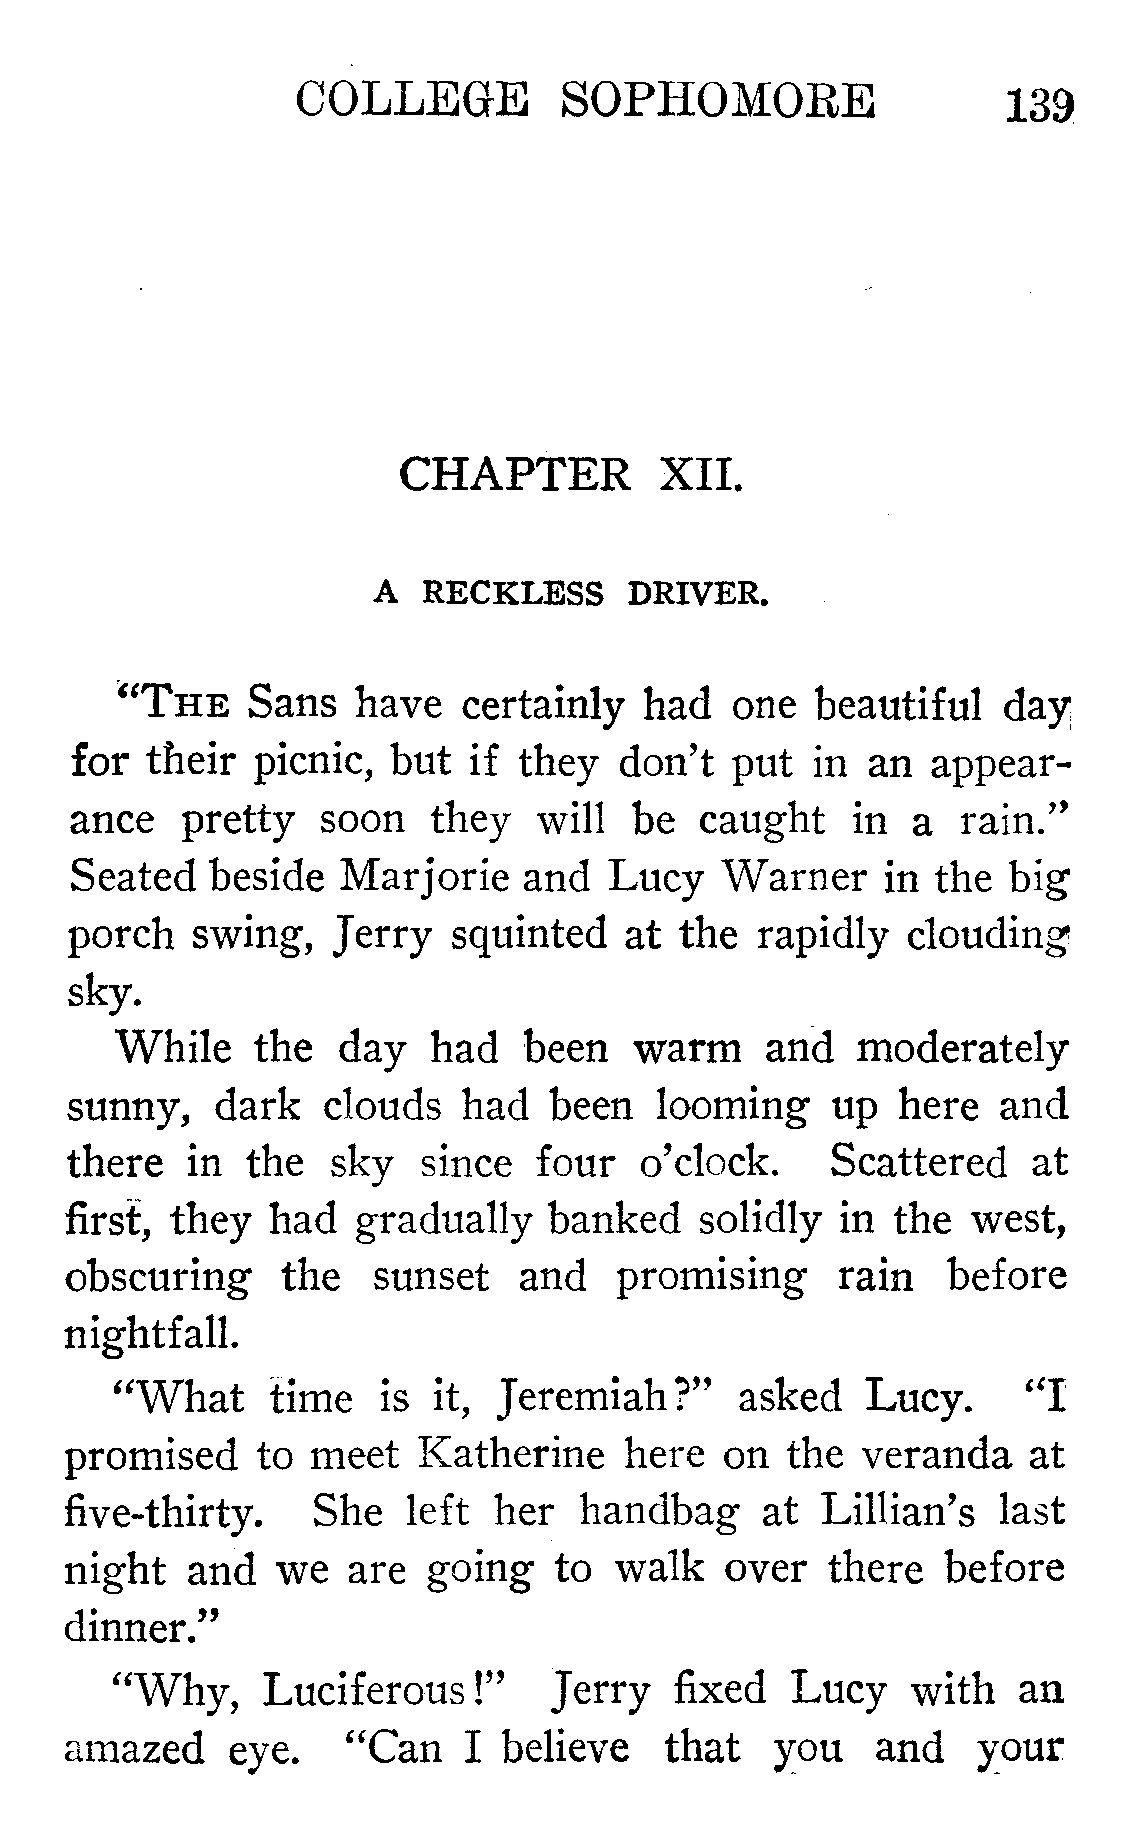 COLLEGE SOPHOMORE 139
CHAPTER XII.
A RECKLESS DRIVER.
“THE Sans have certainly had one beautiful day
for their picnic, but if they don’t put in an appear-
ance pretty soon they will be caught in a rain.”
Seated beside Marjorie and Lucy Warner in the big
porch swing, Jerry squinted at the rapidly clouding
sky.
While the day had been warm and moderately
sunny, dark clouds had been looming up here and
there in the sky since four o’clock. Scattered at
first, they had gradually banked solidly in the west,
obscuring the sunset and promising rain before
nightfall.
“What time is it, Jeremiah?” asked Lucy. “I
promised to meet Katherine here on the veranda at
five-thirty. She left her handbag at Lillian’s last
night and we are going to walk over there before
dinner.”
“Why, Luciferous!” Jerry fixed Lucy with an
amazed eye. “Can I believe that you and your